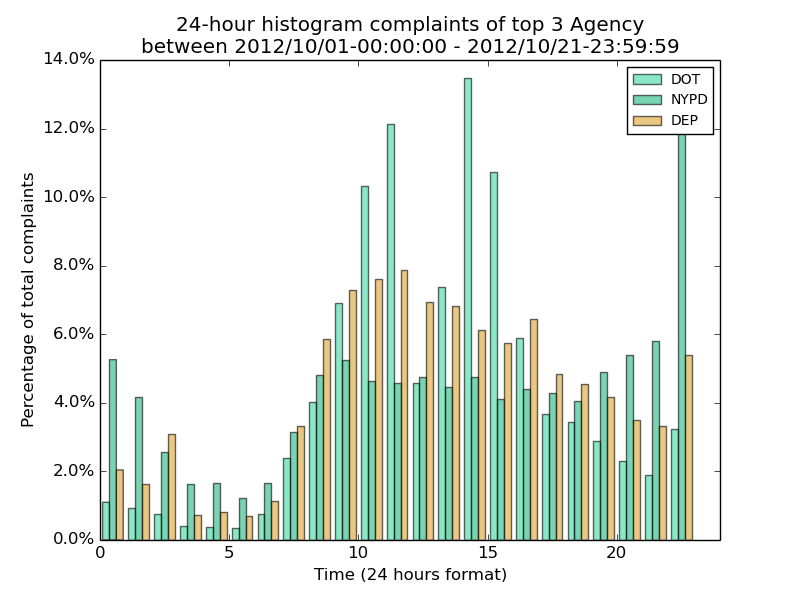 24-hour histogram complaints of top 3 Agency
between 2012/10/01-00:00:00 - 2012/10/21-23:59:59
14.0%
12.0%
10.0%
8.0%
6.0%
4.0%
2.0%
0.0%
Percentage of total complaints
DOT
NYPD
DEP
0 5 10 15 20
Time (24 hours format)